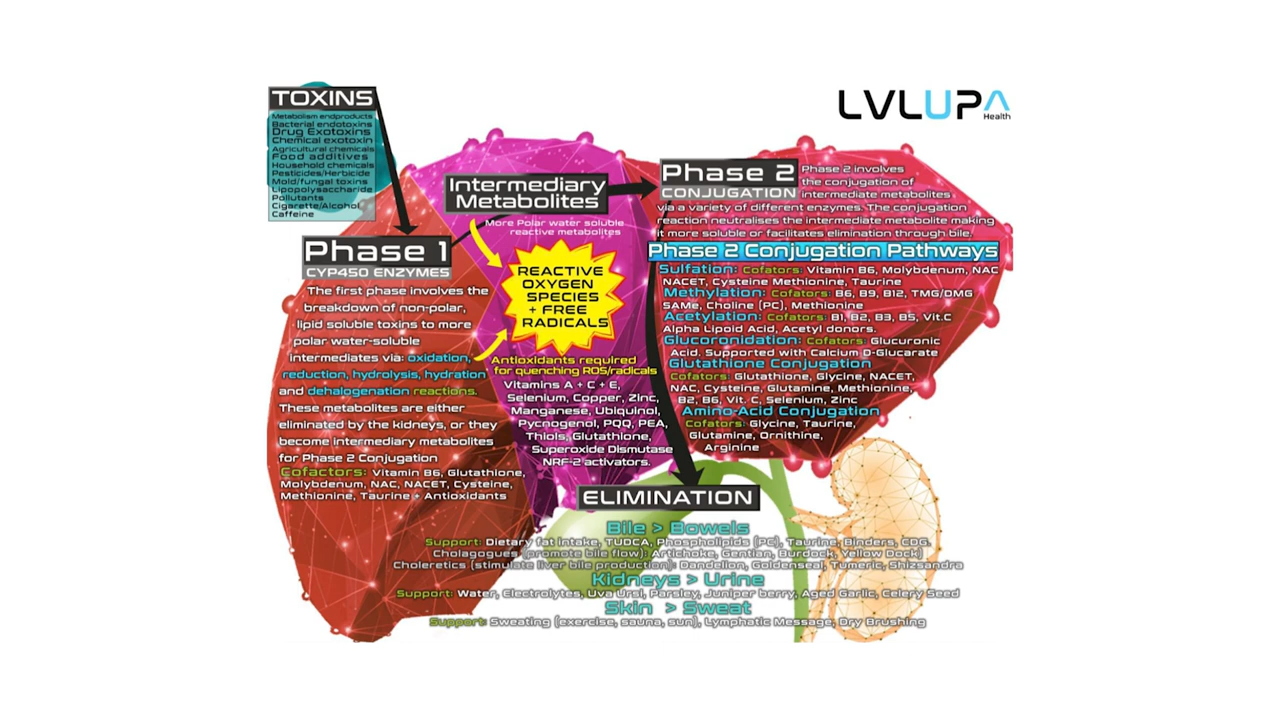 TOXINS
Metabolism endproducts
Bacterial endotoxins
Drug Exotoxins
Chemical exotoxin
Agricultural chemicals
Food additives
Household chemicals
Pesticides/Herbicide
Mold/fungal toxins
Lipopolysaccharide
Pollutants
Cigarette/Alcohol
Caffeine
LVLUPA
Health
Phase 1
CYP450 ENZYMES
The first phase involves the
breakdown of non-polar,
lipid soluble toxins to more
polar water-soluble
intermediates via: oxidation,
reduction, hydrolysis, hydration
and dehalogenation reactions.
These metabolites are either
eliminated by the kidneys, or they
become intermediary metabolites
for Phase 2 Conjugation
Cofactors: Vitamin B6, Glutathione,
Molybdenum, NAC, NACET, Cysteine,
Methionine, Taurine + Antioxidants
Intermediary
Metabolites
More Polar water soluble
reactive metabolites
REACTIVE
OXYGEN
SPECIES
+ FREE
RADICALS
Antioxidants required
for quenching ROS/radicals
Vitamins A + C + E,
Selenium, Copper, Zinc,
Manganese, Ubiquinol,
Pycnogenol, PQQ, PEA,
Thiols, Glutathione,
Superoxide Dismutase
NRF-2 activators.
Phase 2
CONJUGATION
Phase 2 involves
the conjugation of
intermediate metabolites
via a variety of different enzymes. The conjugation
reaction neutralises the intermediate metabolite making
it more soluble or facilitates elimination through bile.
Phase 2 Conjugation Pathways
Sulfation: Cofators: Vitamin B6, Molybdenum, NAC
NACET, Cysteine Methionine, Taurine
Methylation: Cofators: B6, B9, B12, TMG/DMG
SAMe, Choline (PC), Methionine
Acetylation: Cofators: B1, B2, B3, B5, Vit.C
Alpha Lipoid Acid, Acetyl donors.
Glucoronidation: Cofators: Glucuronic
Acid. Supported with Calcium D-Glucarate
Glutathione Conjugation
Cofators: Glutathione, Glycine, NACET,
NAC, Cysteine, Glutamine, Methionine,
B2, B6, Vit. C, Selenium, Zinc
Amino-Acid Conjugation
Cofators: Glycine, Taurine,
Glutamine, Ornithine,
Arginine
ELIMINATION
Bile > Bowels
Support: Dietary fat intake, TUDCA, Phospholipids (PC), Taurine, Binders, CDG.
Cholagogues (promote bile flow): Artichoke, Gentian, Burdock, Yellow Dock)
Choleretics (stimulate liver bile production): Dandelion, Goldenseal, Tumeric, Shizsandra
Kidneys > Urine
Support: Water, Electrolytes, Uva Ursi, Parsley, Juniper berry, Aged Garlic, Celery Seed
Skin > Sweat
Support: Sweating (exercise, sauna, sun), Lymphatic Message, Dry Brushing